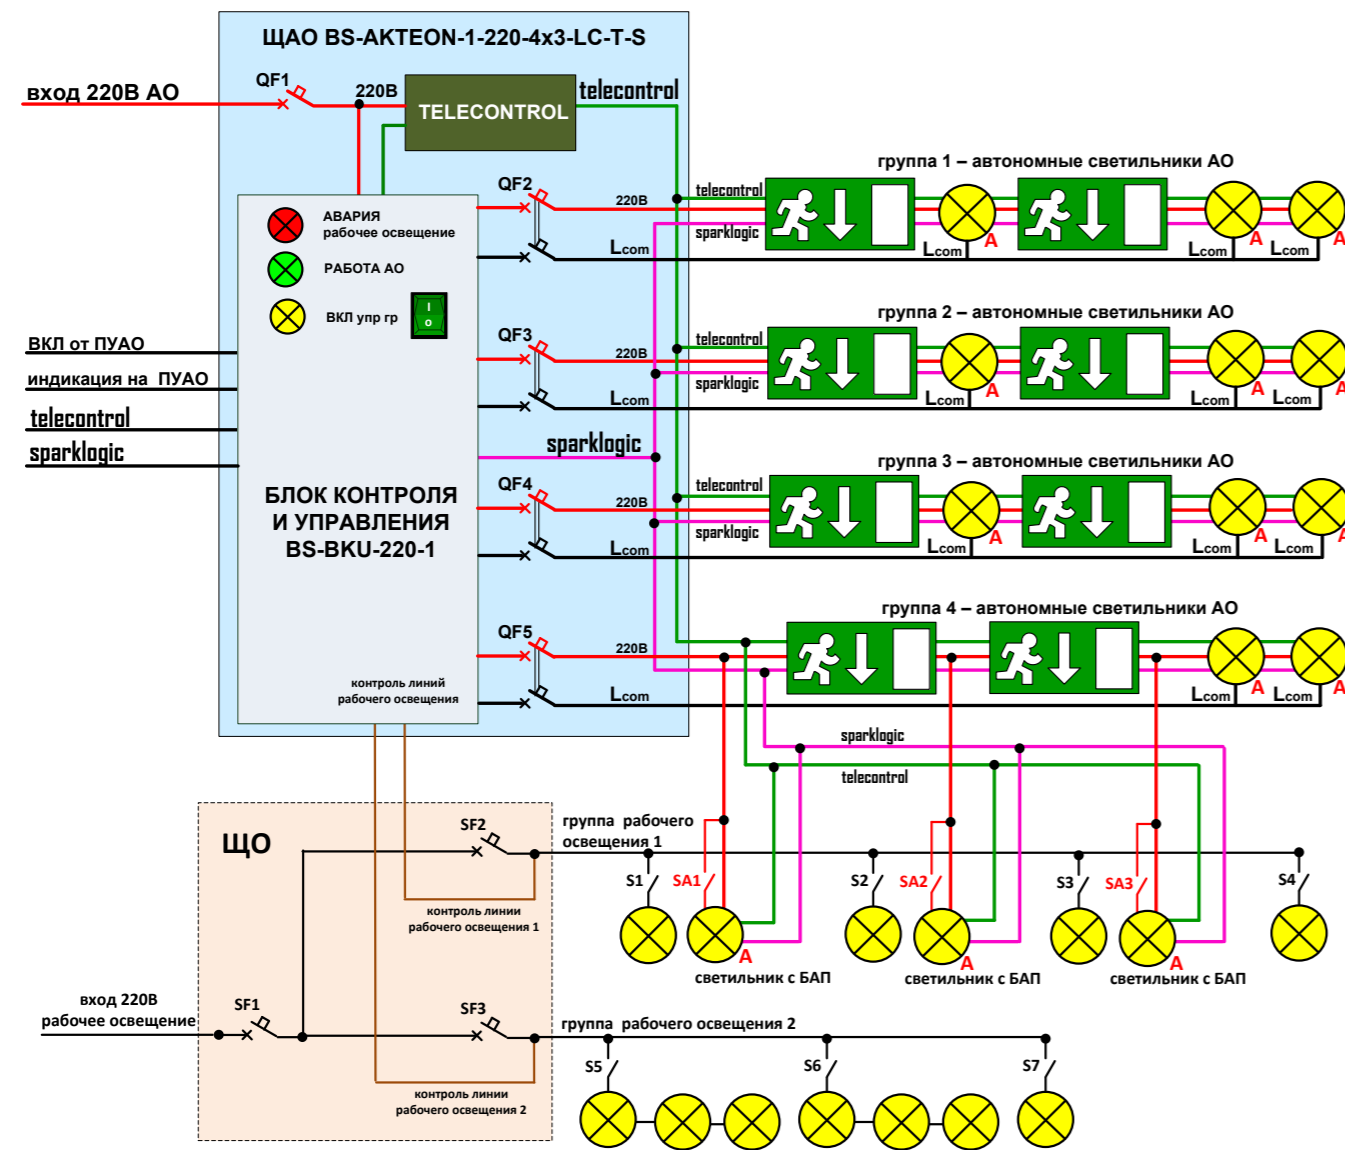 ЩАО BS-AKTEON-1-220-4x3-LC-T-S
вход 220В АО
QF1
220В
TELECONTROL
telecontrol
АВАРИЯ
рабочее освещение
РАБОТА АО
ВКЛ упр гр
I
o
ВКЛ от ПУАО
индикация на ПУАО
telecontrol
sparklogic
БЛОК КОНТРОЛЯ
И УПРАВЛЕНИЯ
BS-BKU-220-1
контроль линий
рабочего освещения
группа 1 – автономные светильники АО
QF2
220В
Lcom
telecontrol
sparklogic
Lcom
A
Lcom
A
Lcom
A
группа 2 – автономные светильники АО
QF3
220В
Lcom
telecontrol
sparklogic
Lcom
A
Lcom
A
Lcom
A
sparklogic
группа 3 – автономные светильники АО
QF4
220В
Lcom
telecontrol
sparklogic
Lcom
A
Lcom
A
Lcom
A
группа 4 – автономные светильники АО
QF5
220В
Lcom
Lcom
A
Lcom
A
sparklogic
telecontrol
ЩО
SF2
группа рабочего
освещения 1
S1
SA1
S2
SA2
S3
SA3
S4
A
светильник с БАП
A
светильник с БАП
A
светильник с БАП
контроль линии
рабочего освещения 1
вход 220В
рабочее освещение
SF1
SF3
группа рабочего освещения 2
S5
S6
S7
контроль линии
рабочего освещения 2